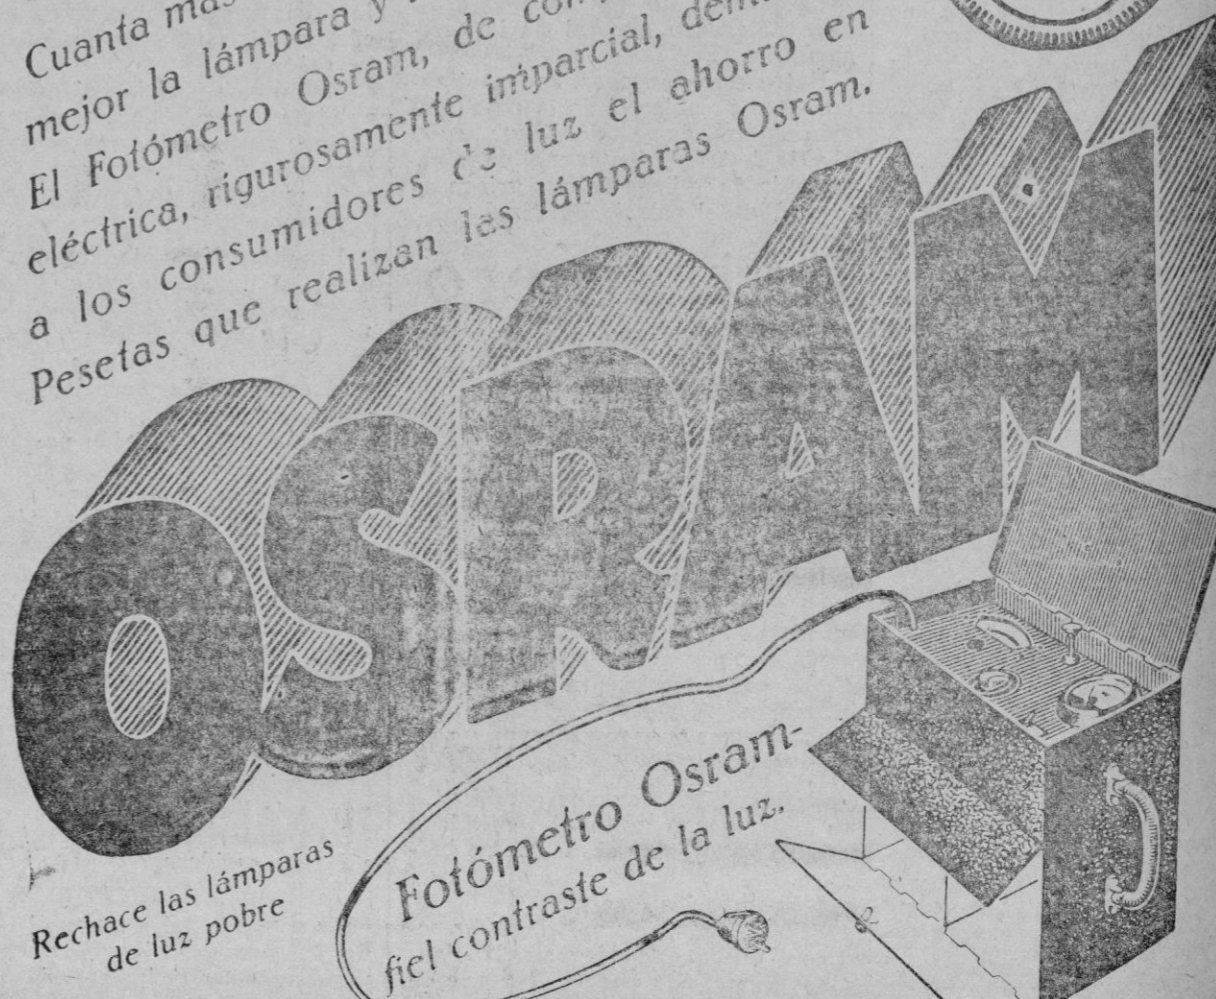 Cuanta más
mejor la lámpara y
El Fotómetro Osram, de
eléctrica, rigurosamente imparcial,
a los consumidores de luz el ahorro en
Pesetas que realizan las lámparas Osram.
OSRAM
Fotómetro Osram-
fiel contraste de la luz.
Rechace las lámparas
de luz pobre